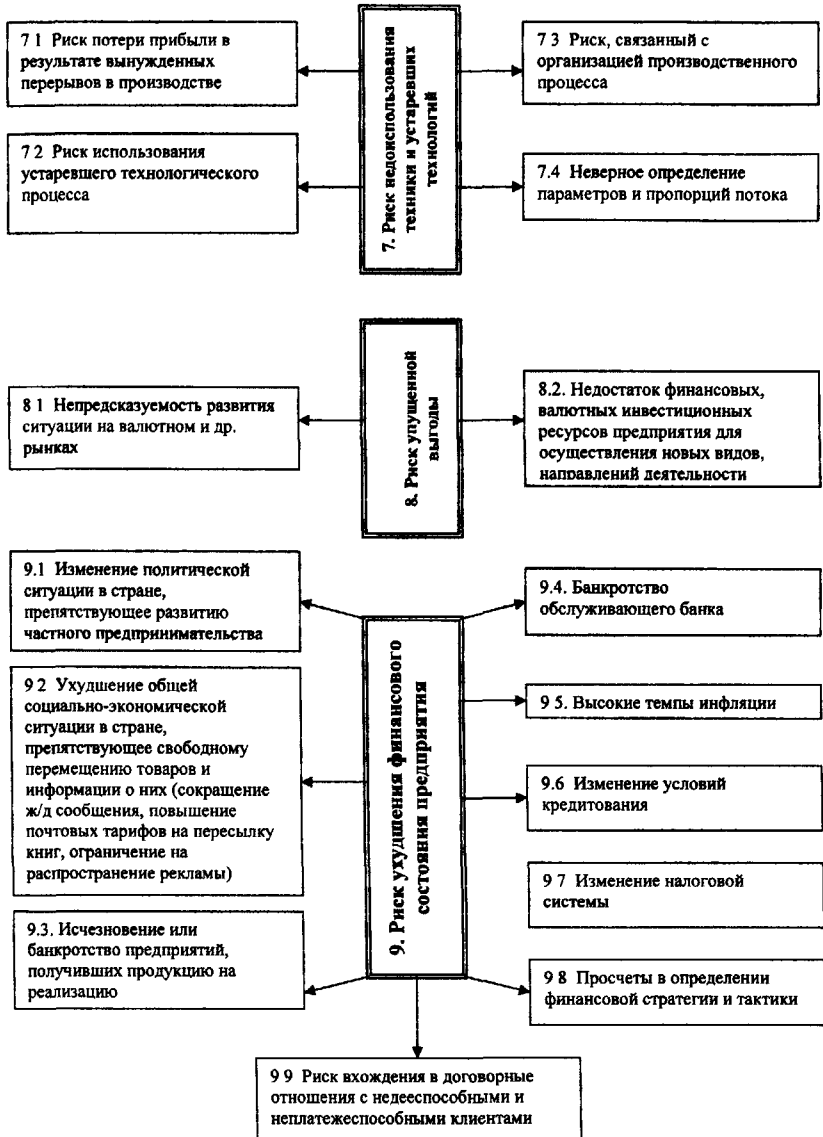 7 1 Риск потери прибыли в
результате вынужденных
перерывов в производстве
7 2 Риск использования
устаревшего технологического
процесса
7. Риск недоиспользования
техники и устаревших
технологий
7 3 Риск, связанный с
организацией производственного
процесса
7.4 Неверное определение
параметров и пропорций потока
8 1 Непредсказуемость развития
ситуации на валютном и др.
рынках
8. Риск упущенной
выгоды
8.2. Недостаток финансовых,
валютных инвестиционных
ресурсов предприятия для
осуществления новых видов,
направлений деятельности
9.1 Изменение политической
ситуации в стране,
препятствующее развитию
частного предпринимательства
9 2 Ухудшение общей
социально-экономической
ситуации в стране,
препятствующее свободному
перемещению товаров и
информации о них (сокращение
ж/д сообщения, повышение
почтовых тарифов на пересылку
книг, ограничение на
распространение рекламы)
9.3. Исчезновение или
банкротство предприятий,
получивших продукцию на
реализацию
9. Риск ухудшения финансового
состояния предприятия
9.4. Банкротство
обслуживающего банка
9 5. Высокие темпы инфляции
9.6 Изменение условий
кредитования
9 7 Изменение налоговой
системы
9 8 Просчеты в определении
финансовой стратегии и тактики
9 9 Риск вхождения в договорные
отношения с недееспособными и
неплатежеспособными клиентами